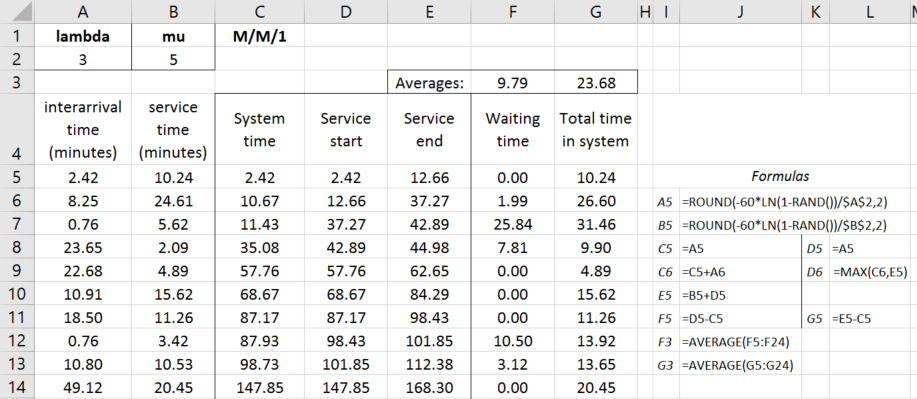 A B C D E F G H I J K L
1 lambda mu M/M/1
2 3 5
3 Averages: 9.79 23.68
4 interarrival time (minutes) service time (minutes) System time Service start Service end Waiting time Total time in system
5 2.42 10.24 2.42 2.42 12.66 0.00 10.24 Formulas
6 8.25 24.61 10.67 12.66 37.27 1.99 26.60 A5 =ROUND(-60*LN(1-RAND())/$A$2,2)
7 0.76 5.62 11.43 37.27 42.89 25.84 31.46 B5 =ROUND(-60*LN(1-RAND())/$B$2,2)
8 23.65 2.09 35.08 42.89 44.98 7.81 9.90 C5 =A5 D5 =A5
9 22.68 4.89 57.76 57.76 62.65 0.00 4.89 C6 =C5+A6 D6 =MAX(C6,E5)
10 10.91 15.62 68.67 68.67 84.29 0.00 15.62 E5 =B5+D5
11 18.50 11.26 87.17 87.17 98.43 0.00 11.26 F5 =D5-C5 G5 =E5-C5
12 0.76 3.42 87.93 98.43 101.85 10.50 13.92 F3 =AVERAGE(F5:F24)
13 10.80 10.53 98.73 101.85 112.38 3.12 13.65 G3 =AVERAGE(G5:G24)
14 49.12 20.45 147.85 147.85 168.30 0.00 20.45